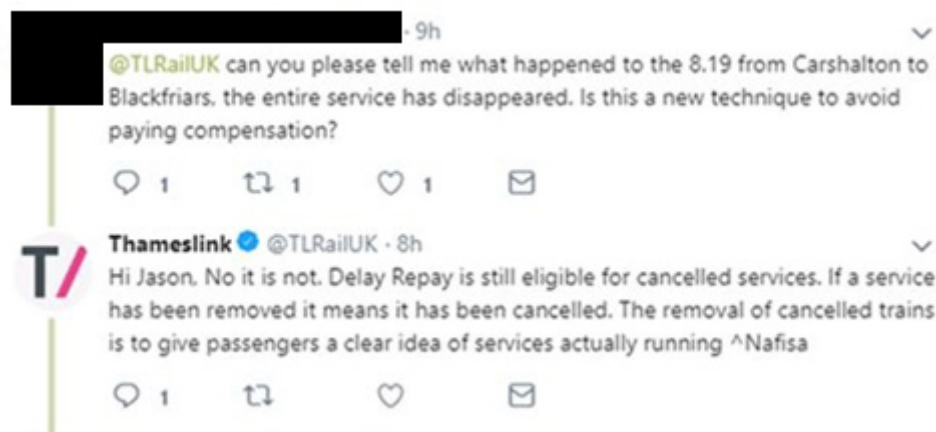 · 9h
@TLRailUK can you please tell me what happened to the 8.19 from Carshalton to
Blackfriars, the entire service has disappeared. Is this a new technique to avoid
paying compensation?
1 1 1
T/
Thameslink @TLRailUK · 8h
Hi Jason, No it is not. Delay Repay is still eligible for cancelled services. If a service
has been removed it means it has been cancelled. The removal of cancelled trains
is to give passengers a clear idea of services actually running ^Nafisa
1